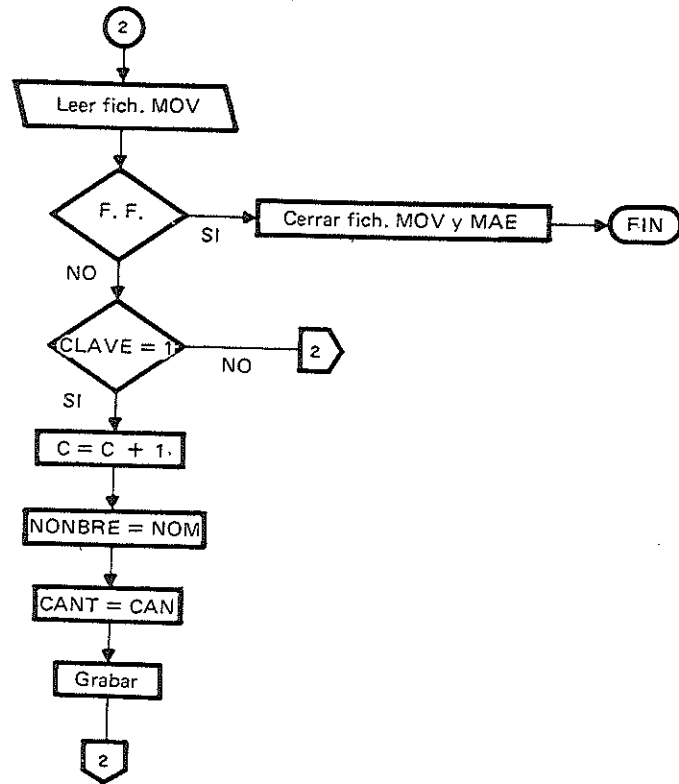 2
Leer fich. MOV
F. F.
SI
Cerrar fich. MOV y MAE
FIN
NO
CLAVE = 1
NO
2
SI
C = C + 1
NONBRE = NOM
CANT = CAN
Grabar
2